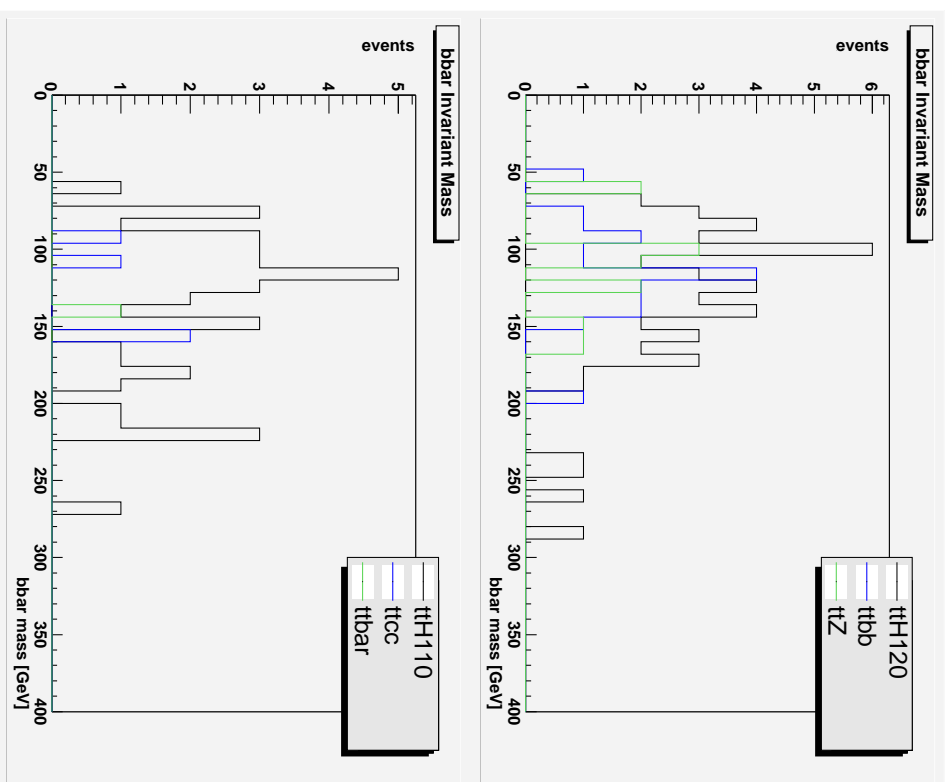 bbar Invariant Mass
events
ttH120
ttbb
ttZ
6
5
4
3
2
1
0
0 50 100 150 200 250 300 350 400
bbar mass [GeV]
bbar Invariant Mass
events
ttH110
ttcc
ttbar
5
4
3
2
1
0
0 50 100 150 200 250 300 350 400
bbar mass [GeV]